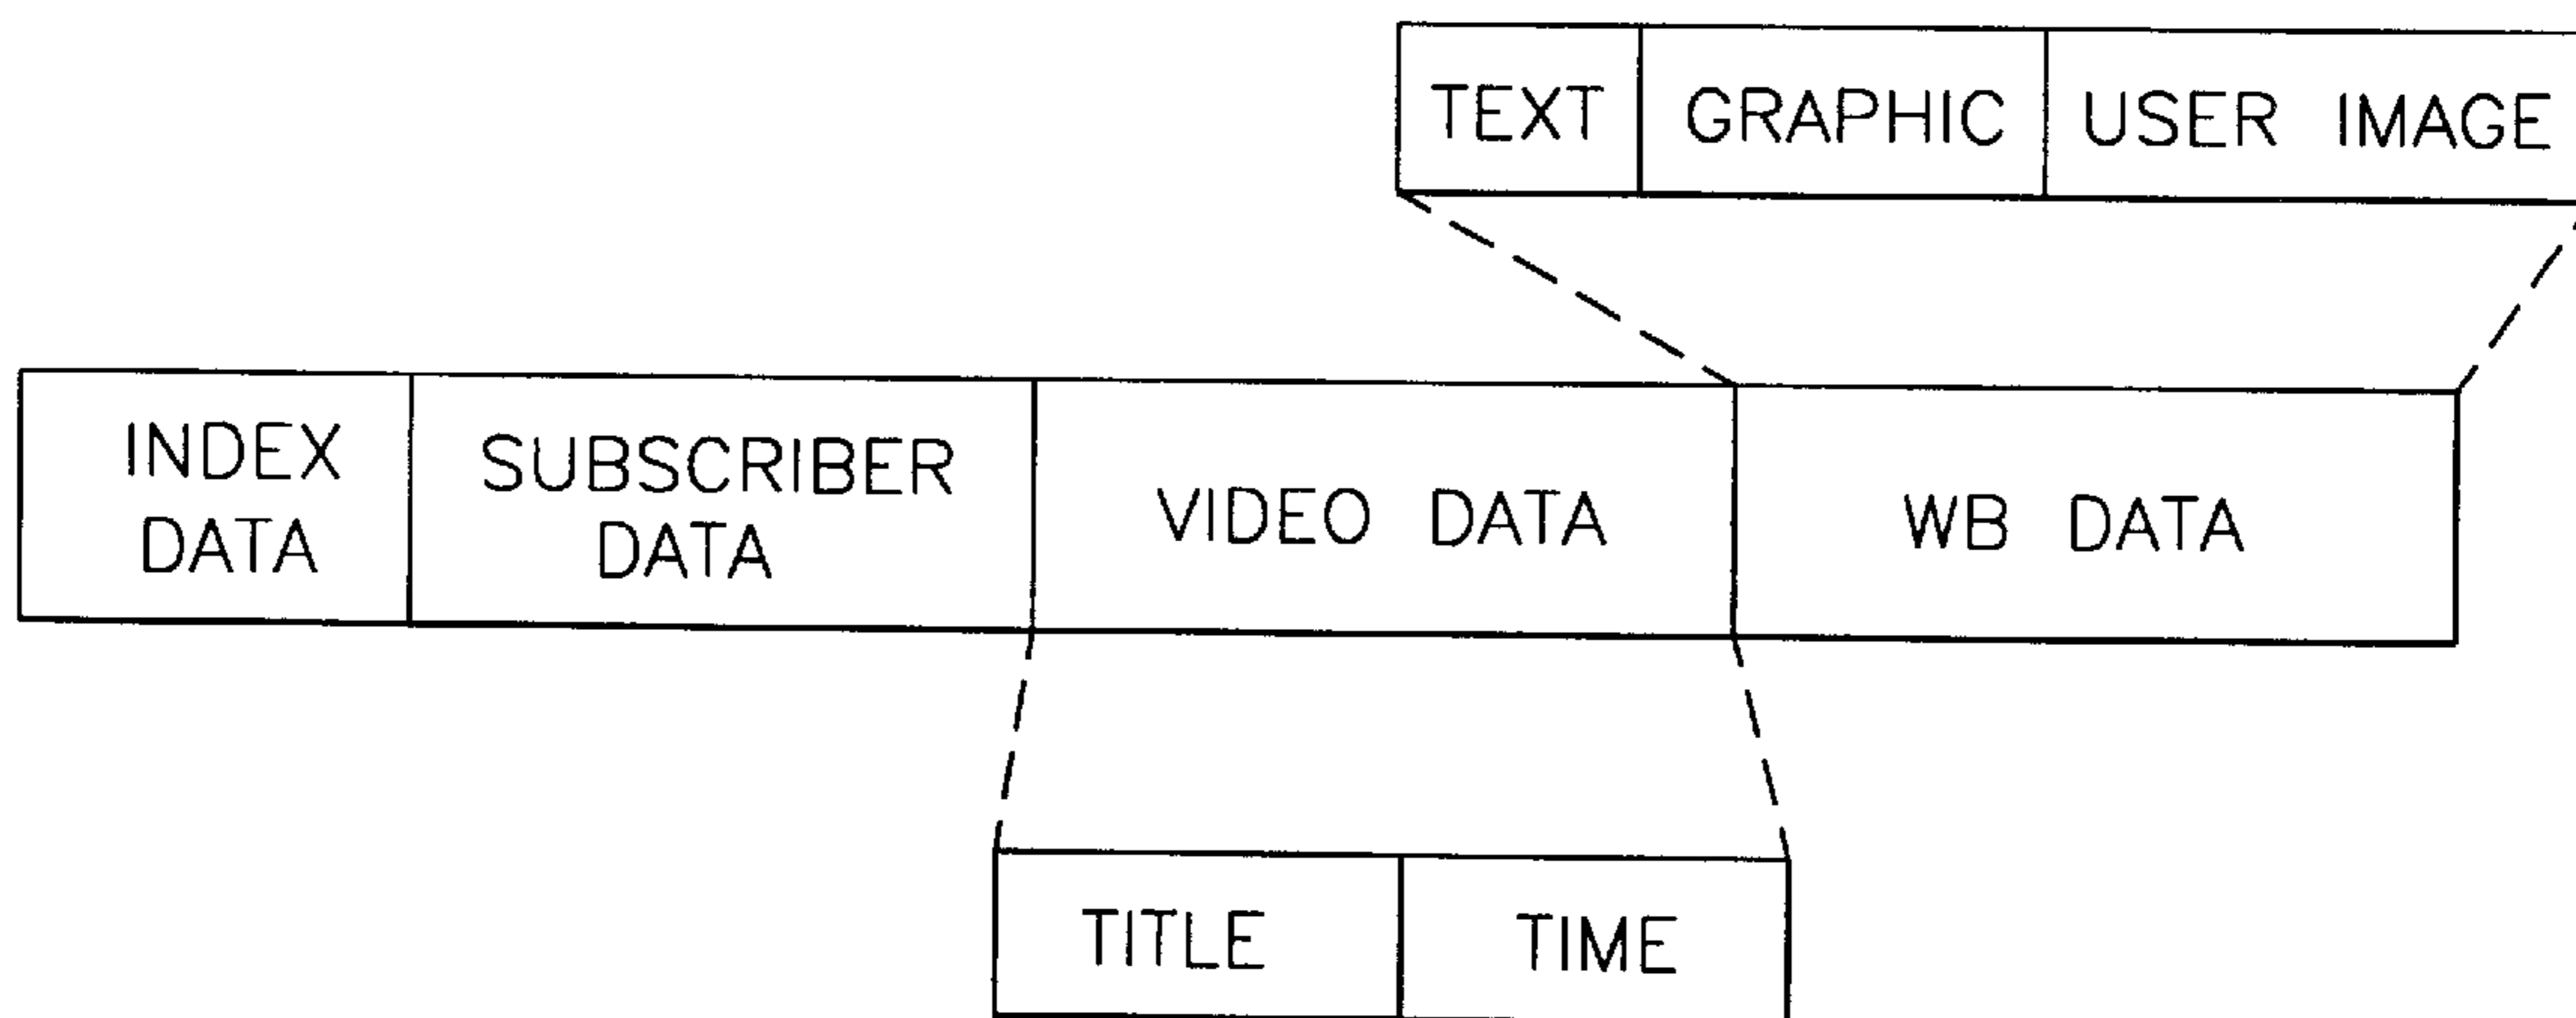 TEXT GRAPHIC USER IMAGE
INDEX DATA
SUBSCRIBER DATA
VIDEO DATA
WB DATA
TITLE TIME